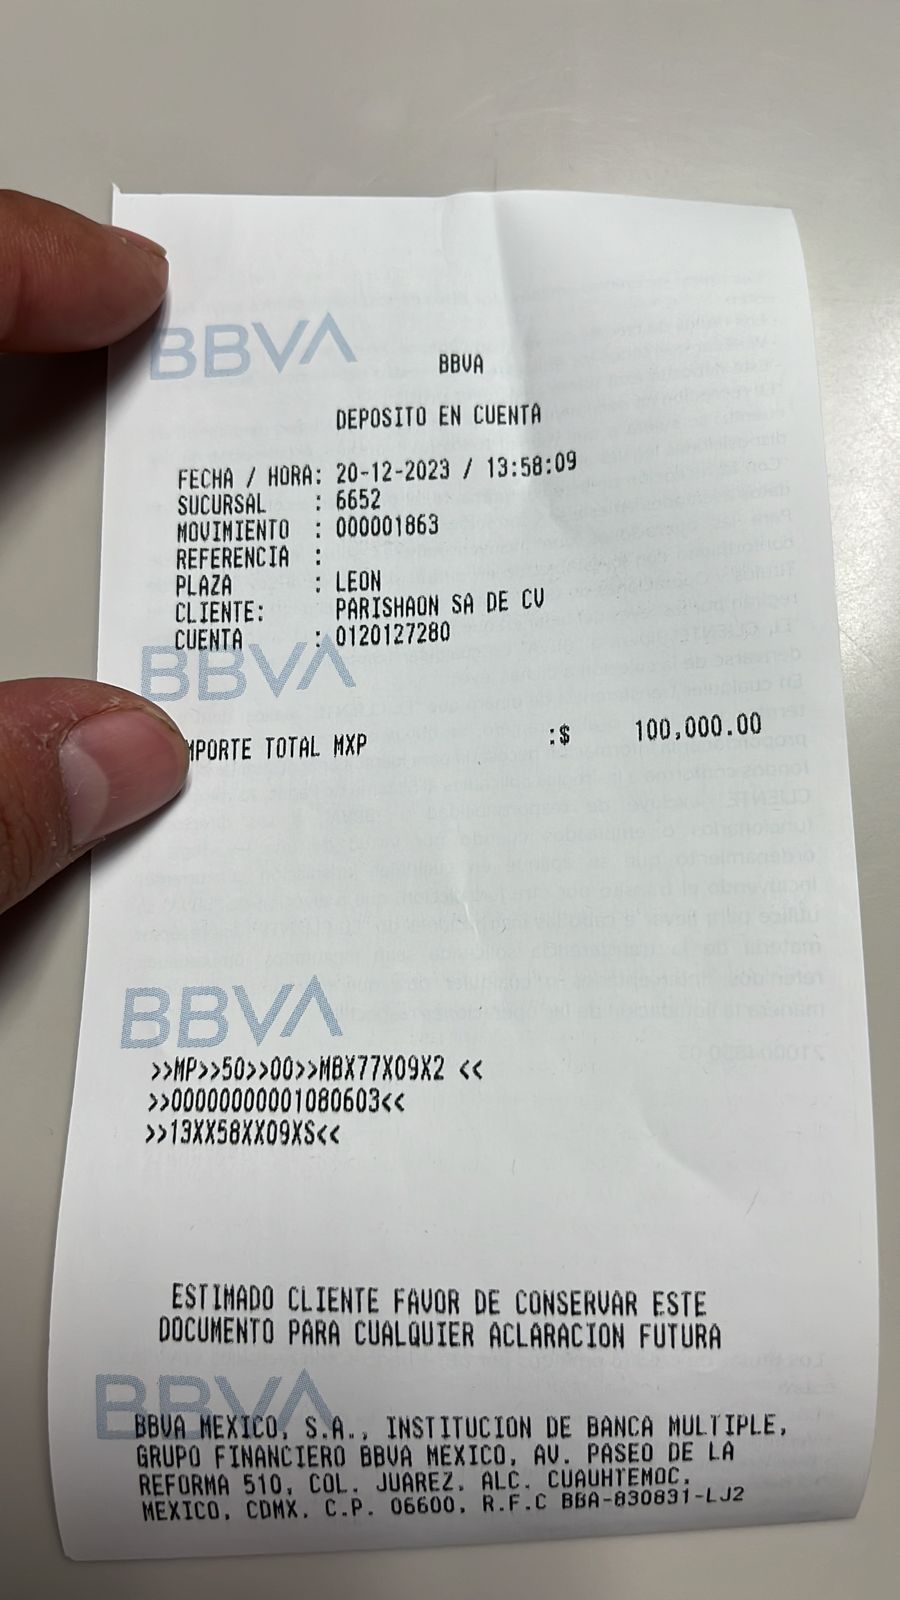 BBVA
BBVA
DEPOSITO EN CUENTA
FECHA / HORA: 20-12-2023 / 13:58:09
SUCURSAL : 6652
MOVIMIENTO : 000001863
REFERENCIA :
PLAZA : LEON
CLIENTE: PARISHAON SA DE CV
CUENTA : 0120127280
BBVA
MPORTE TOTAL MXP :$ 100,000.00
BBVA
>>MP>>50>>00>>MBX77X09X2 <<
>>00000000001080603<<
>>13XX58XX09XS<<
ESTIMADO CLIENTE FAVOR DE CONSERVAR ESTE
DOCUMENTO PARA CUALQUIER ACLARACION FUTURA
BBVA
BBVA MEXICO, S.A., INSTITUCION DE BANCA MULTIPLE,
GRUPO FINANCIERO BBVA MEXICO, AV. PASEO DE LA
REFORMA 510, COL. JUAREZ, ALC. CUAUHTEMOC,
MEXICO, CDMX, C.P. 06600, R.F.C BBA-830831-LJ2